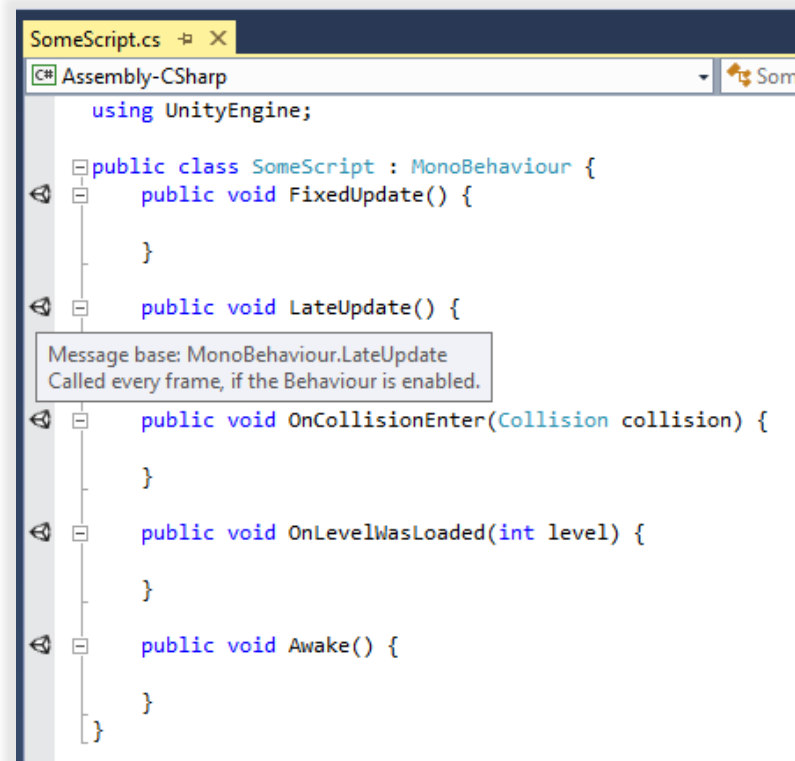 SomeScript.cs
C# Assembly-CSharp
Som
using UnityEngine;
public class SomeScript : MonoBehaviour {
public void FixedUpdate() {
}
public void LateUpdate() {
Message base: MonoBehaviour.LateUpdate
Called every frame, if the Behaviour is enabled.
public void OnCollisionEnter(Collision collision) {
}
public void OnLevelWasLoaded(int level) {
}
public void Awake() {
}
}